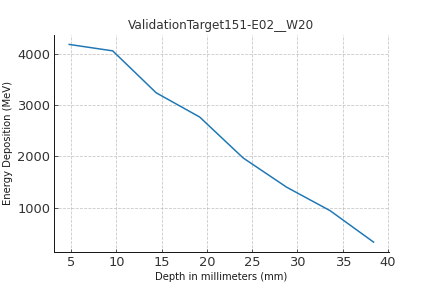 ValidationTarget151-E02__W20
4000
3000
2000
1000
Energy Deposition (MeV)
5 10 15 20 25 30 35 40
Depth in millimeters (mm)